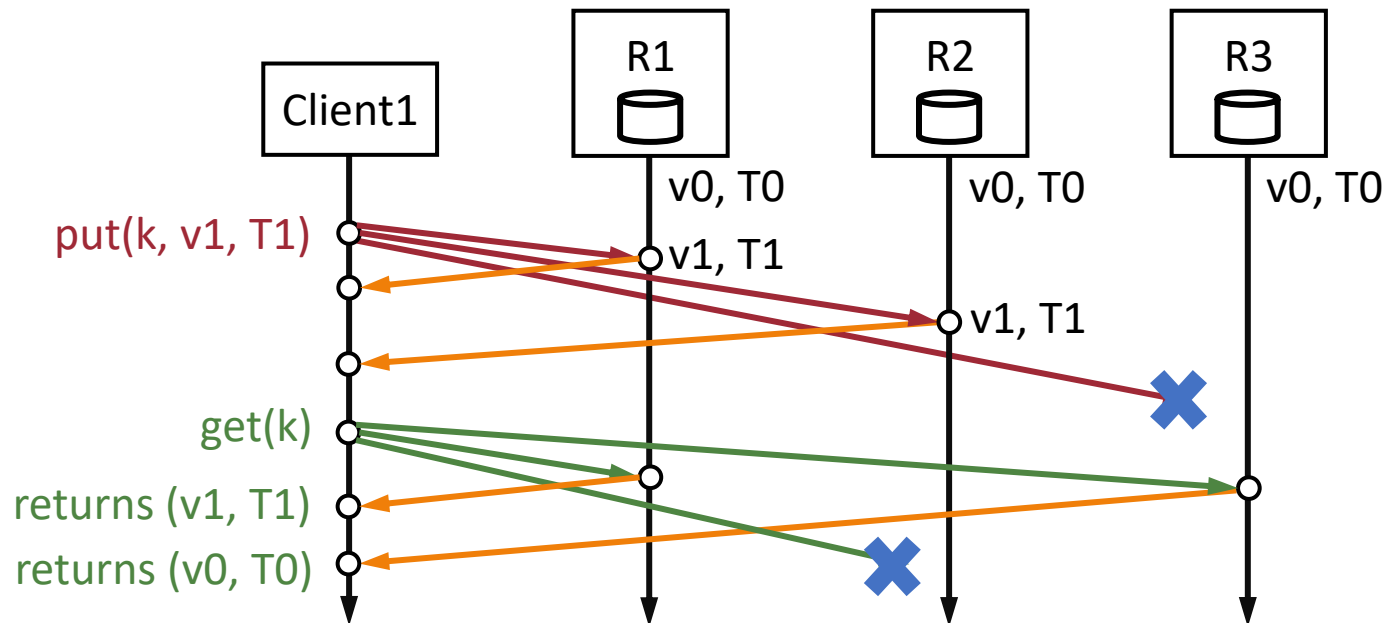 Client1
R1
R2
R3
v0, T0
v0, T0
v0, T0
put(k, v1, T1)
v1, T1
v1, T1
get(k)
returns (v1, T1)
returns (v0, T0)